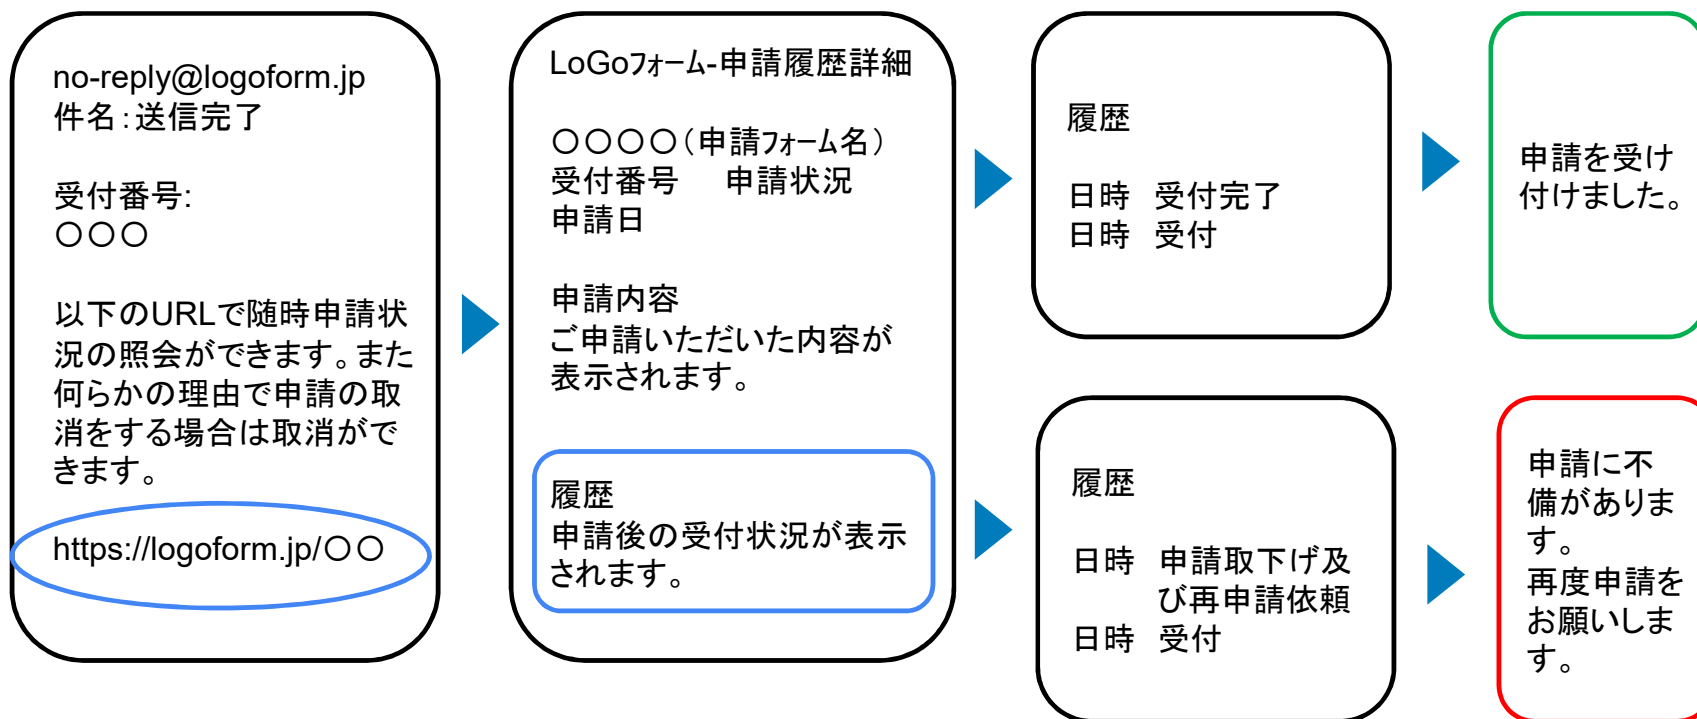 no-reply@logoform.jp
件名：送信完了
受付番号:
〇〇〇
以下のURLで随時申請状
況の照会ができます。また
何らかの理由で申請の取
消をする場合は取消がで
きます。
https://logoform.jp/〇〇
LoGoフォーム-申請履歴詳細
〇〇〇〇（申請フォーム名）
受付番号　申請状況
申請日
申請内容
ご申請いただいた内容が
表示されます。
履歴
申請後の受付状況が表示
されます。
履歴
日時　受付完了
日時　受付
申請を受け
付けました。
履歴
日時　申請取下げ及
び再申請依頼
日時　受付
申請に不
備がありま
す。
再度申請を
お願いしま
す。